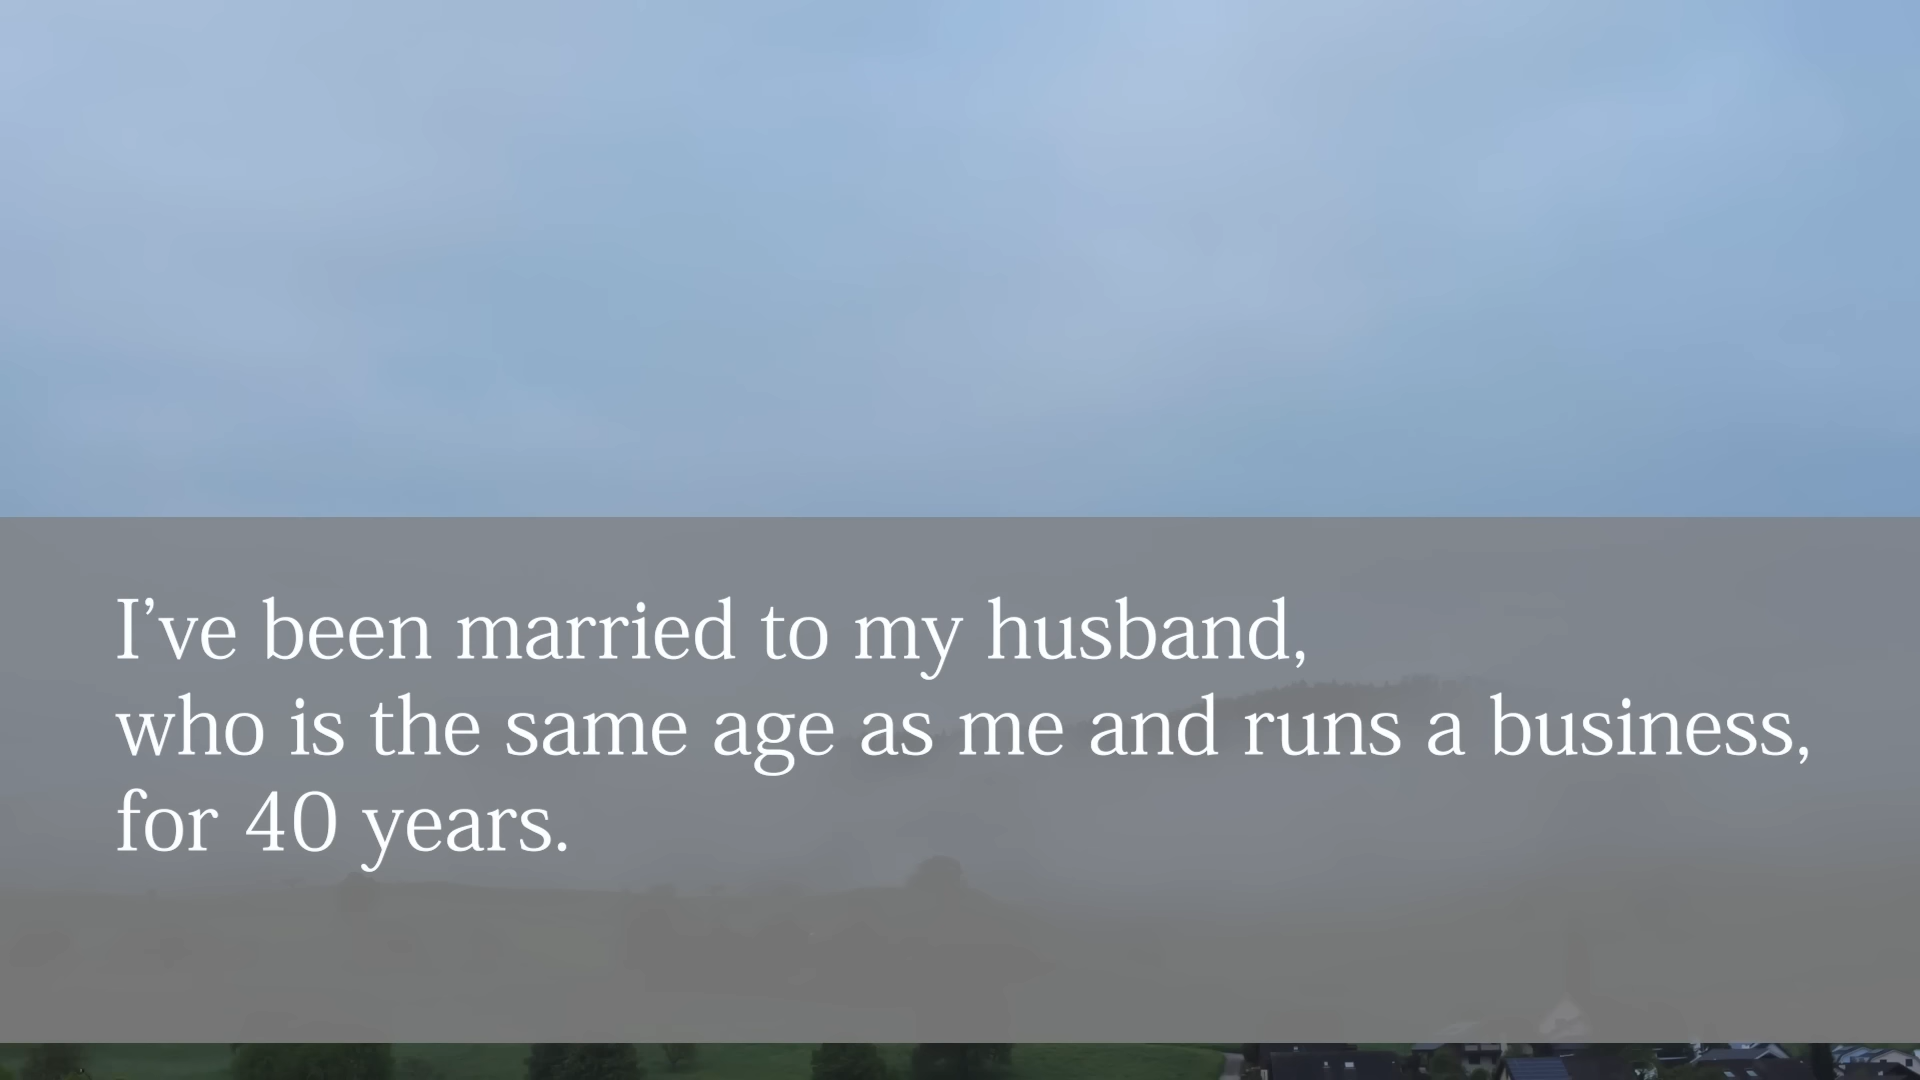 I’ve been married to my husband,
who is the same age as me and runs a business,
for 40 years.